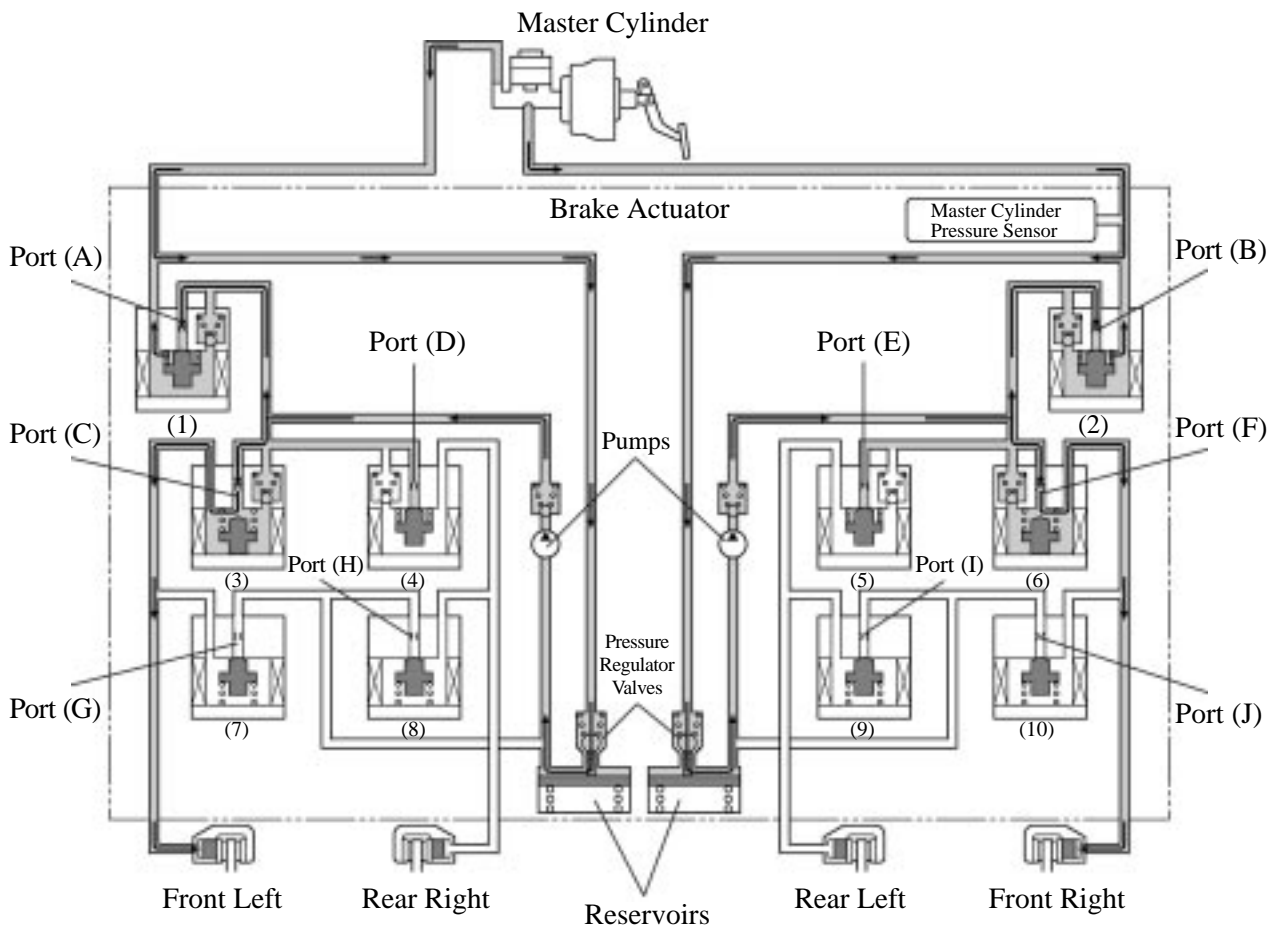 Master Cylinder
Brake Actuator
Master Cylinder
Pressure Sensor
Port (A)
Port (B)
Port (D)
Port (E)
(1)
(2)
Port (C)
Port (F)
Pumps
(3)
Port (H)
(4)
(5)
Port (I)
(6)
Pressure
Regulator
Valves
Port (G)
(7)
(8)
(9)
(10)
Port (J)
Front Left
Rear Right
Reservoirs
Rear Left
Front Right